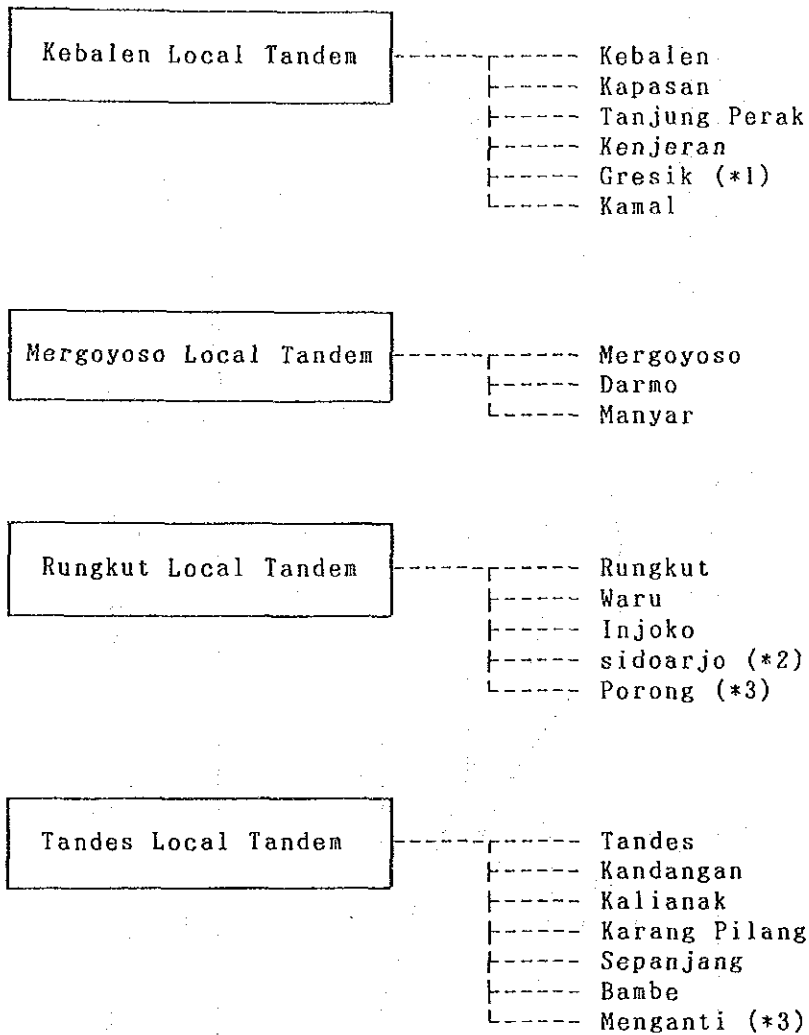 Kebalen Local Tandem
Kebalen
Kapasan
Tanjung Perak
Kenjeran
Gresik (*1)
Kamal
Mergoyoso Local Tandem
Mergoyoso
Darmo
Manyar
Rungkut Local Tandem
Rungkut
Waru
Injoko
sidoarjo (*2)
Porong (*3)
Tandes Local Tandem
Tandes
Kandangan
Kalianak
Karang Pilang
Sepanjang
Bambe
Menganti (*3)